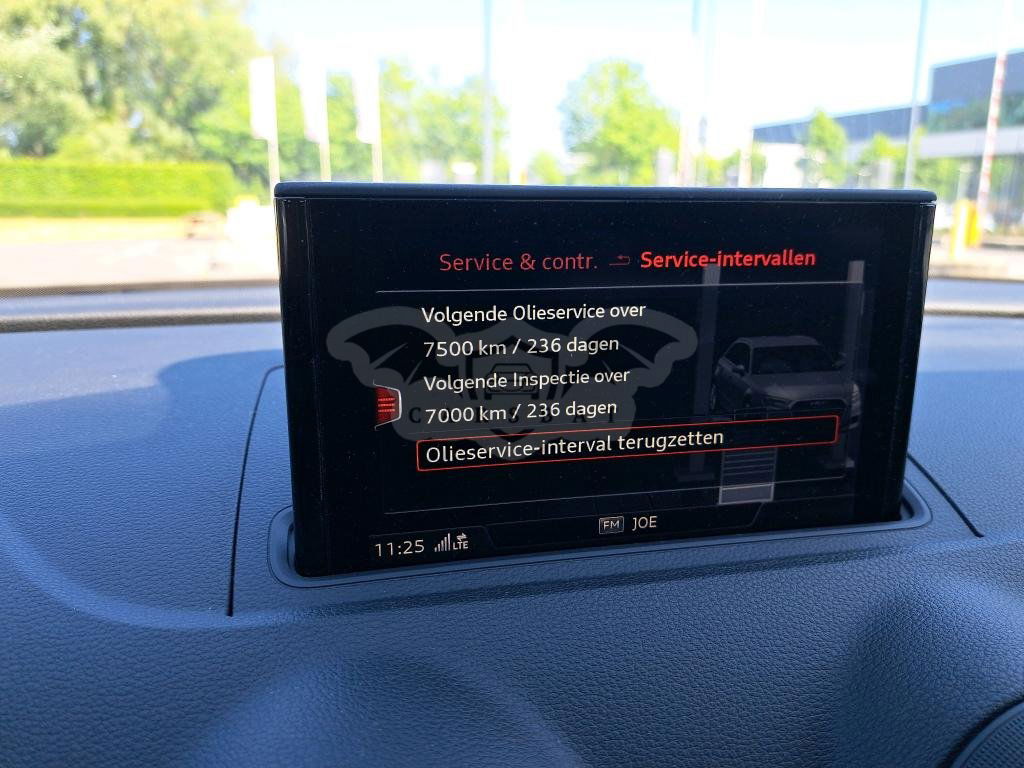 Service & contr. Service-intervallen
Volgende Olieservice over
7500 km / 236 dagen
Volgende Inspectie over
7000 km / 236 dagen
Olieservice-interval terugzetten
FM JOE
11:25 LTE